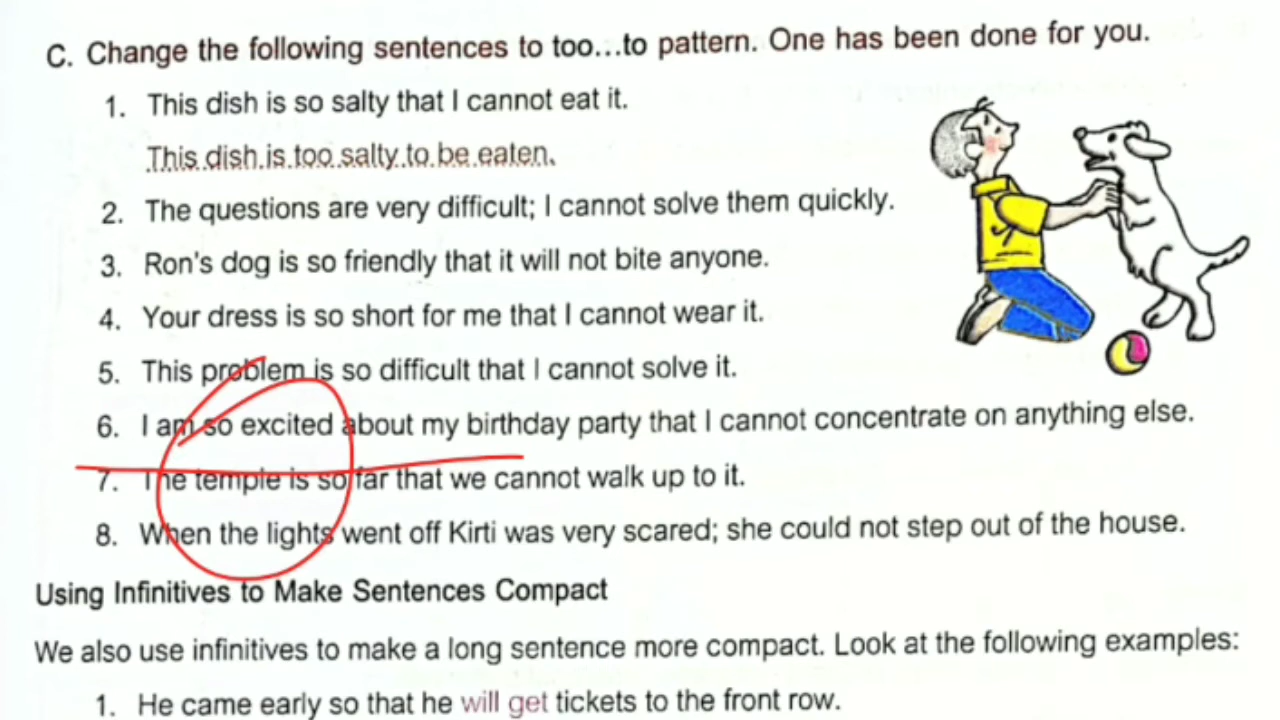 C. Change the following sentences to too...to pattern. One has been done for you.
1. This dish is so salty that I cannot eat it.
This dish is too salty to be eaten.
2. The questions are very difficult; I cannot solve them quickly.
3. Ron's dog is so friendly that it will not bite anyone.
4. Your dress is so short for me that I cannot wear it.
5. This problem is so difficult that I cannot solve it.
6. I am so excited about my birthday party that I cannot concentrate on anything else.
7. The temple is so far that we cannot walk up to it.
8. When the lights went off Kirti was very scared; she could not step out of the house.
Using Infinitives to Make Sentences Compact
We also use infinitives to make a long sentence more compact. Look at the following examples:
1. He came early so that he will get tickets to the front row.